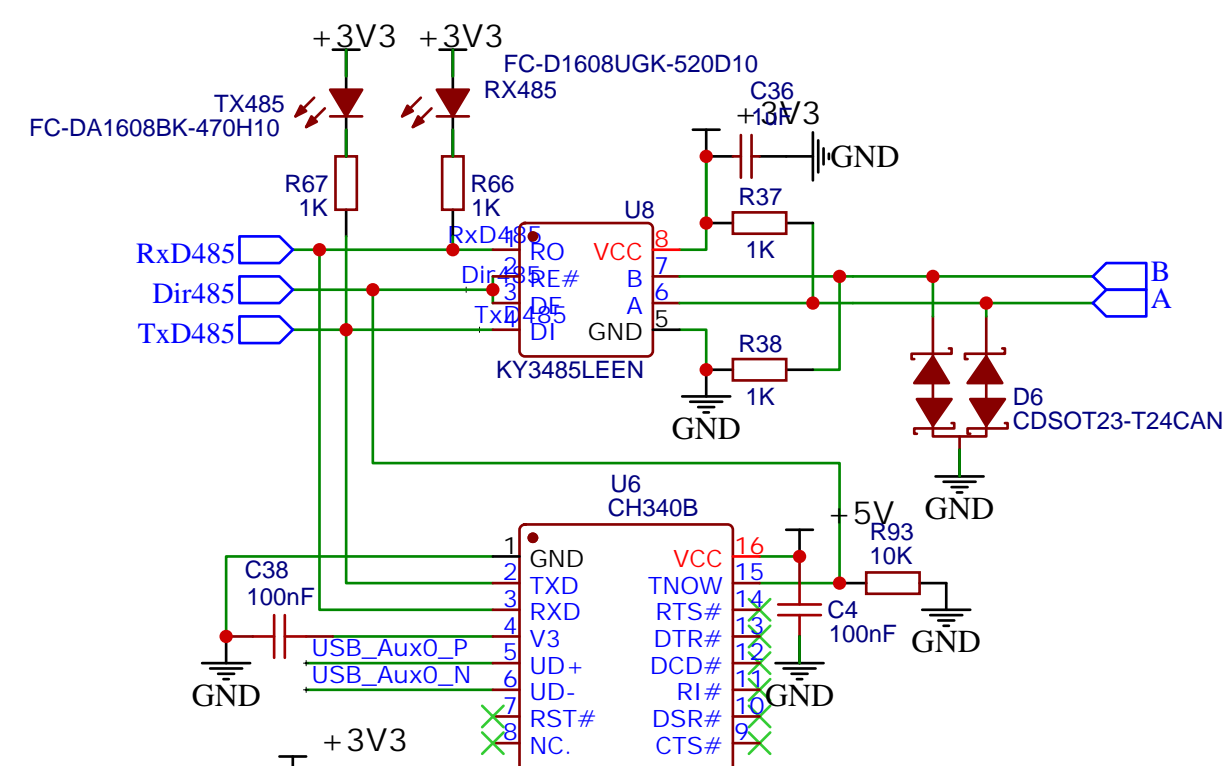 +3V3
+3V3
FC-D1608UGK-520D10
RX485
TX485
FC-DA1608BK-470H10
C36
+3V3
1uF
GND
R67
1K
R66
1K
R37
1K
U8
RxD485
RxD485
1
RO
VCC
8
Dir485
Dir485
2
RE#
B
7
B
3
DE
A
6
A
TxD485
TxD485
4
DI
GND
5
KY3485LEEN
R38
1K
GND
D6
CDSOT23-T24CAN
GND
U6
CH340B
+5V
R93
10K
1
GND
VCC
16
2
TXD
TNOW
15
3
RXD
RTS#
14
4
V3
DTR#
13
5
UD+
DCD#
12
6
UD-
RI#
11
7
RST#
DSR#
10
8
NC.
CTS#
9
C38
100nF
C4
100nF
GND
USB_Aux0_P
USB_Aux0_N
GND
GND
+3V3